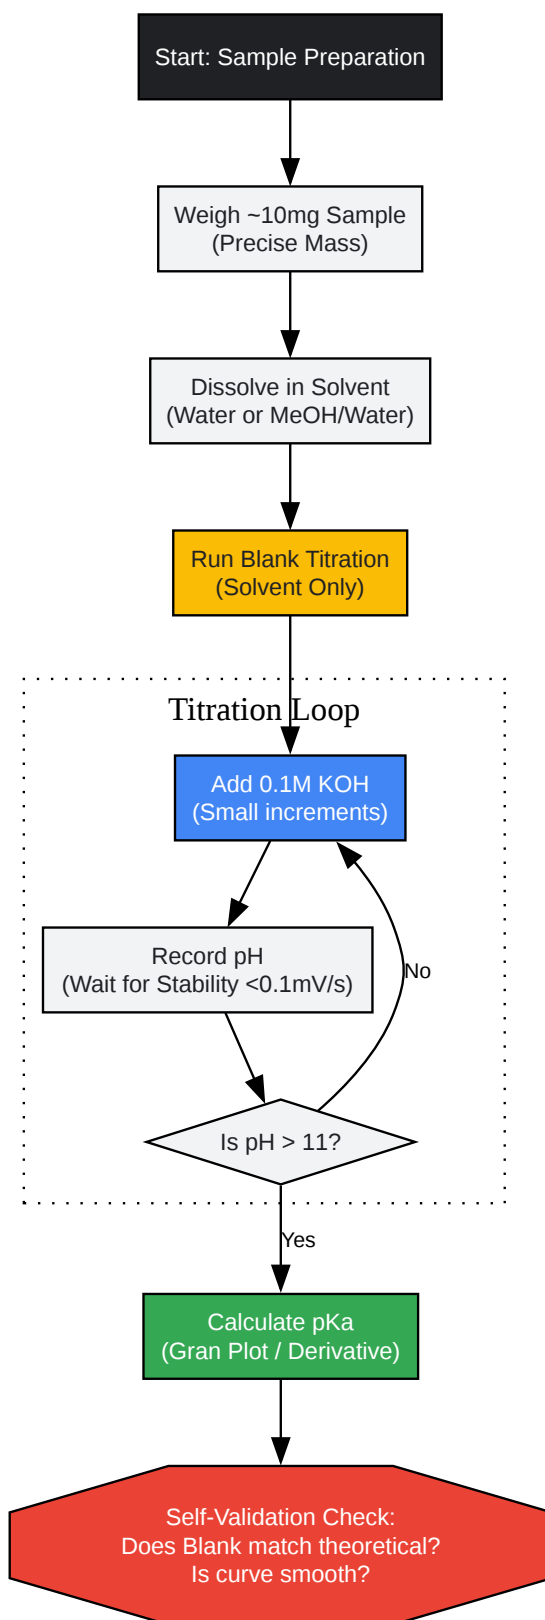 Start: Sample Preparation
Weigh ~10mg Sample
(Precise Mass)
Dissolve in Solvent
(Water or MeOH/Water)
Run Blank Titration
(Solvent Only)
Titration Loop
Add 0.1M KOH
(Small increments)
Record pH
(Wait for Stability <0.1mV/s)
No
Is pH > 11?
Yes
Calculate pKa
(Gran Plot / Derivative)
Self-Validation Check:
Does Blank match theoretical?
Is curve smooth?